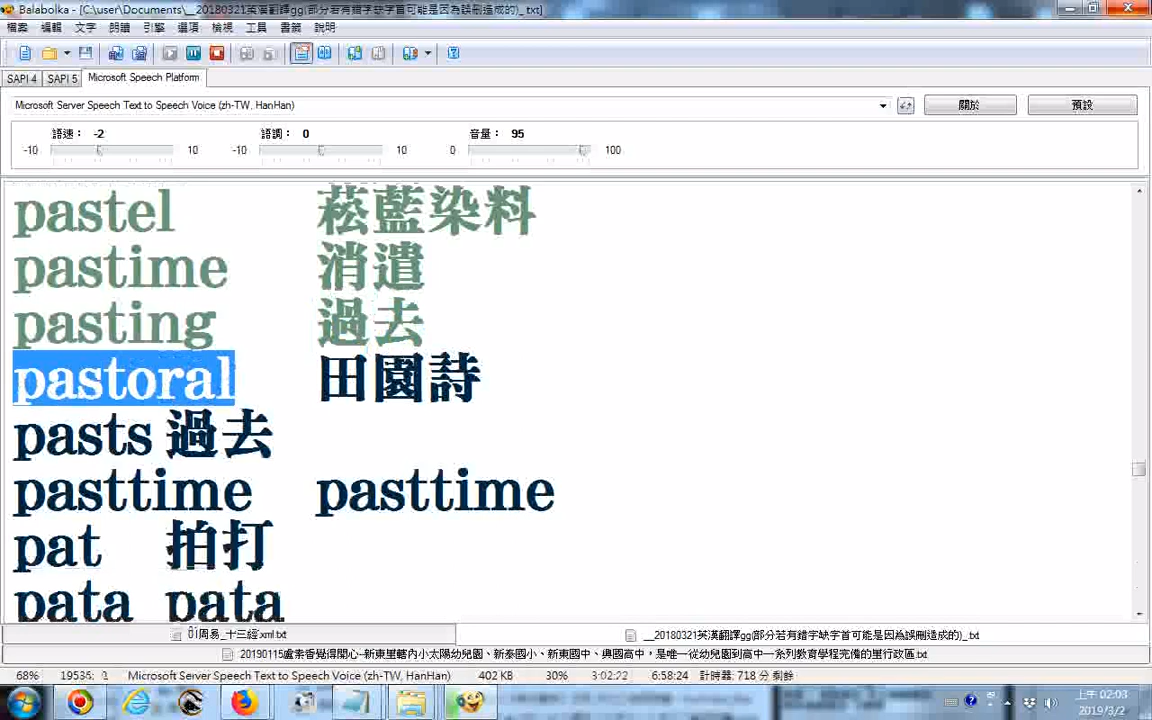 Balabolka - [C:\user\Documents\__20180321英漢翻譯gg(部分若有錯字缺字首可能是因為誤刪造成的)_.txt]
檔案 編輯 文字 朗讀 引擎 選項 檢視 工具 書籤 說明
SAPI 4 SAPI 5 Microsoft Speech Platform
Microsoft Server Speech Text to Speech Voice (zh-TW, HanHan) 關於 預設
語速： -2 語調： 0 音量： 95
-10 10 -10 10 0 100
pastel 菘藍染料
pastime 消遣
pasting 過去
pastoral 田園詩
pasts 過去
pasttime pasttime
pat 拍打
pata pata
周易_十三經.xml.txt __20180321英漢翻譯gg(部分若有錯字缺字首可能是因為誤刪造成的)_.txt
20190115盧素香覺得開心~新東里轄內小太陽幼兒園、新泰國小、新東國中、興國高中，是唯一從幼兒園到高中一系列教育學程完備的里行政區.txt
68% 19535: Microsoft Server Speech Text to Speech Voice (zh-TW, HanHan) 402 KB 30% 3:02:22 6:58:24 計時器: 718 分 剩餘
上午 02:03
2019/3/2